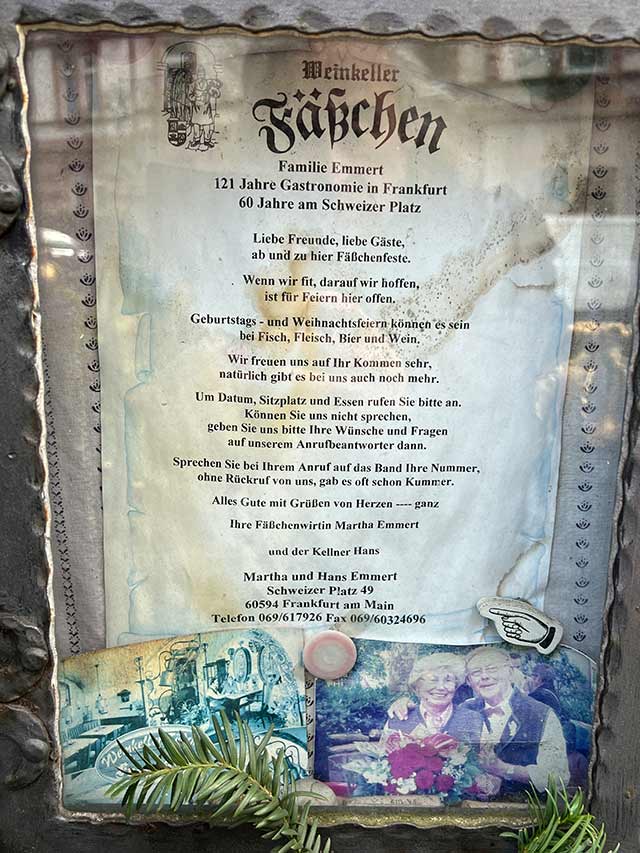 Weinkeller
Fäßchen
Familie Emmert
121 Jahre Gastronomie in Frankfurt
60 Jahre am Schweizer Platz
Liebe Freunde, liebe Gäste,
ab und zu hier Fäßchenfeste.
Wenn wir fit, darauf wir hoffen,
ist für Feiern hier offen.
Geburtstags - und Weihnachtsfeiern können es sein
bei Fisch, Fleisch, Bier und Wein.
Wir freuen uns auf Ihr Kommen sehr,
natürlich gibt es bei uns auch noch mehr.
Um Datum, Sitzplatz und Essen rufen Sie bitte an.
Können Sie uns nicht sprechen,
geben Sie uns bitte Ihre Wünsche und Fragen
auf unserem Anrufbeantworter dann.
Sprechen Sie bei Ihrem Anruf auf das Band Ihre Nummer,
ohne Rückruf von uns, gab es oft schon Kummer.
Alles Gute mit Grüßen von Herzen ---- ganz
Ihre Fäßchenwirtin Martha Emmert
und der Kellner Hans
Martha und Hans Emmert
Schweizer Platz 49
60594 Frankfurt am Main
Telefon 069/617926 Fax 069/60324696